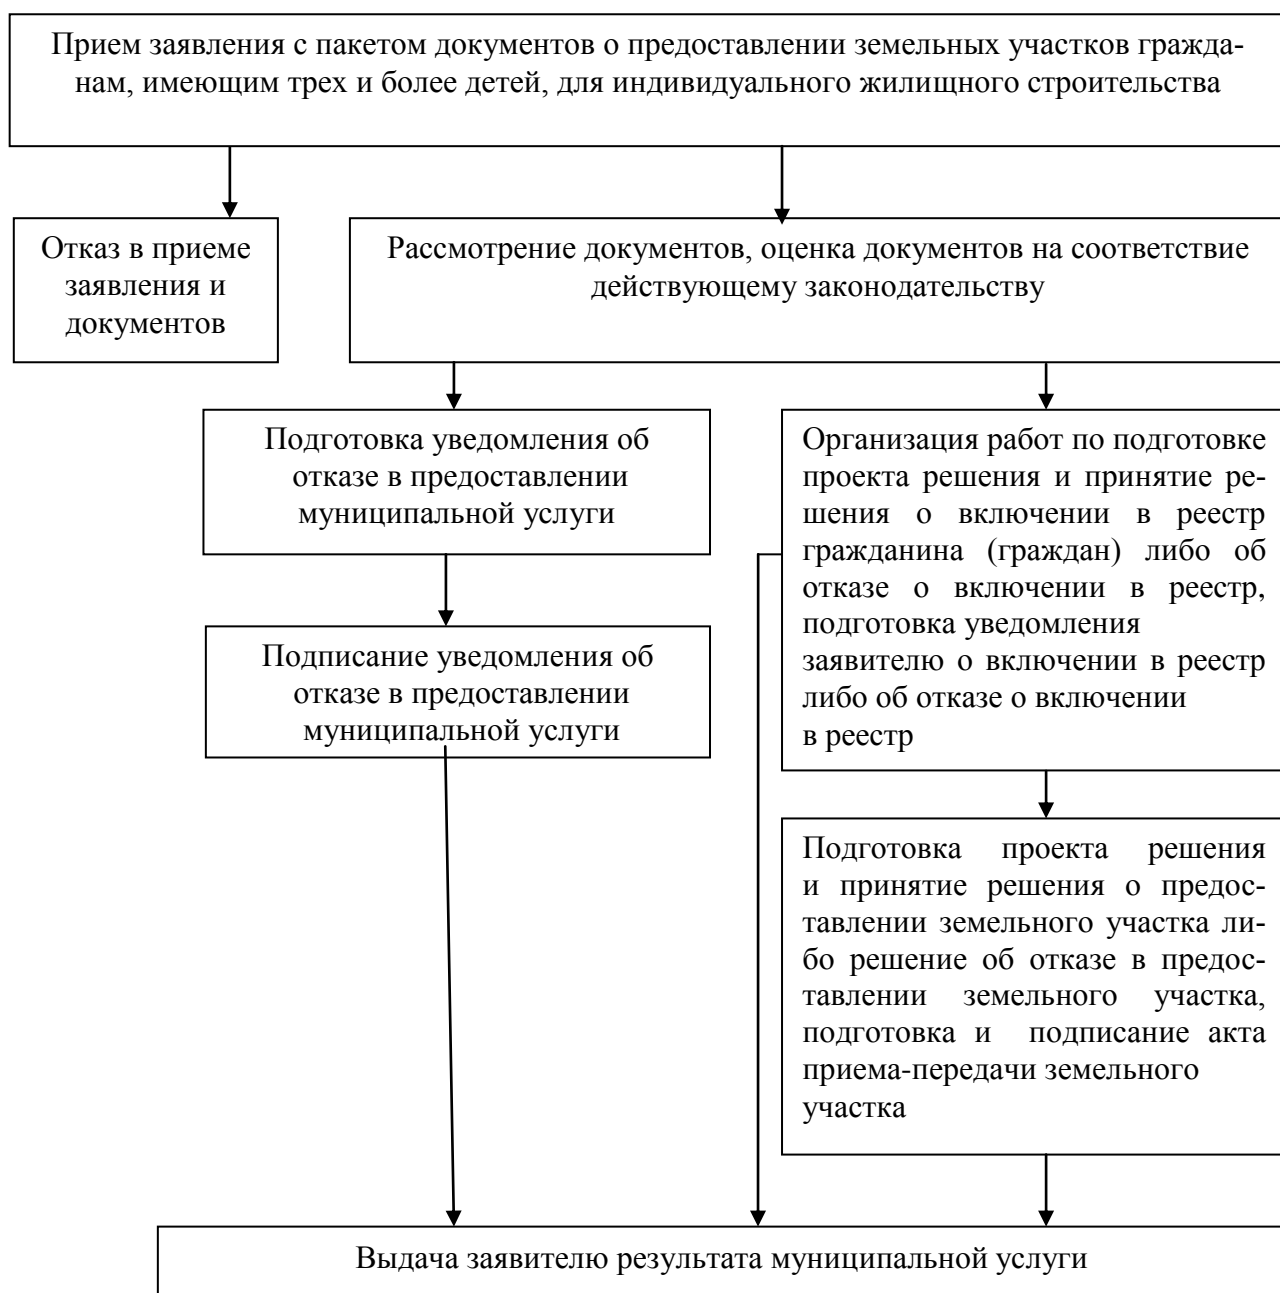 Прием заявления с пакетом документов о предоставлении земельных участков гражда-
нам, имеющим трех и более детей, для индивидуального жилищного строительства
Отказ в приеме
заявления и
документов
Рассмотрение документов, оценка документов на соответствие
действующему законодательству
Подготовка уведомления об
отказе в предоставлении
муниципальной услуги
Подписание уведомления об
отказе в предоставлении
муниципальной услуги
Организация работ по подготовке
проекта решения и принятие ре-
шения о включении в реестр
гражданина (граждан) либо об
отказе о включении в реестр,
подготовка уведомления
заявителю о включении в реестр
либо об отказе о включении
в реестр
Подготовка проекта решения
и принятие решения о предос-
тавлении земельного участка ли-
бо решение об отказе в предос-
тавлении земельного участка,
подготовка и подписание акта
приема-передачи земельного
участка
Выдача заявителю результата муниципальной услуги